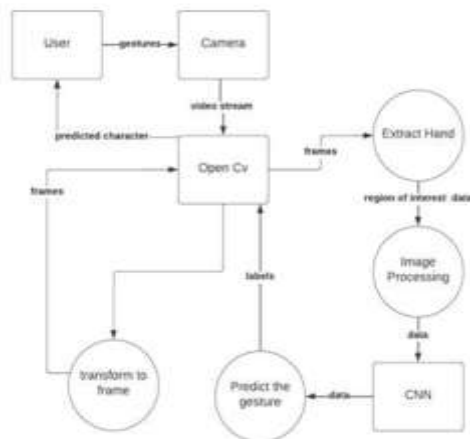 User
gestures
Camera
video stream
predicted character
Open Cv
frames
Extract Hand
frames
region of interest data
Image
Processing
labels
data
transform to
frame
Predict the
gesture
data
CNN